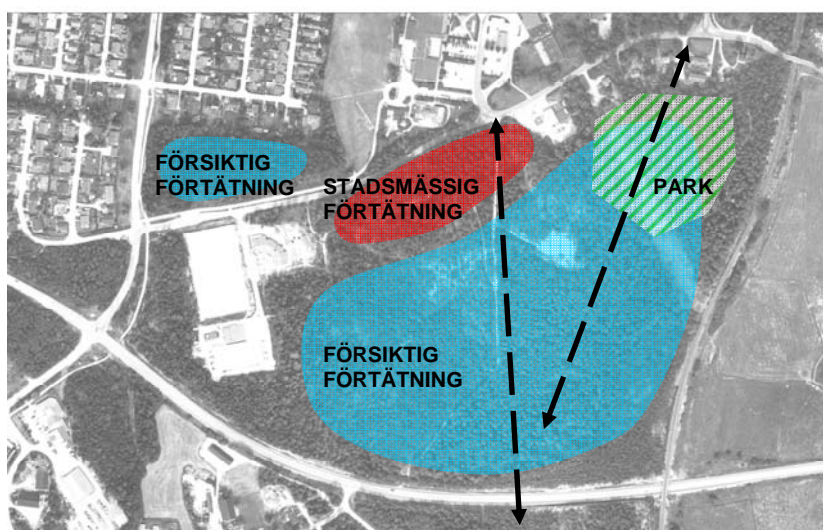 FÖRSIKTIG
FÖRTÄTNING
STADSMÄSSIG
FÖRTÄTNING
PARK
FÖRSIKTIG
FÖRTÄTNING